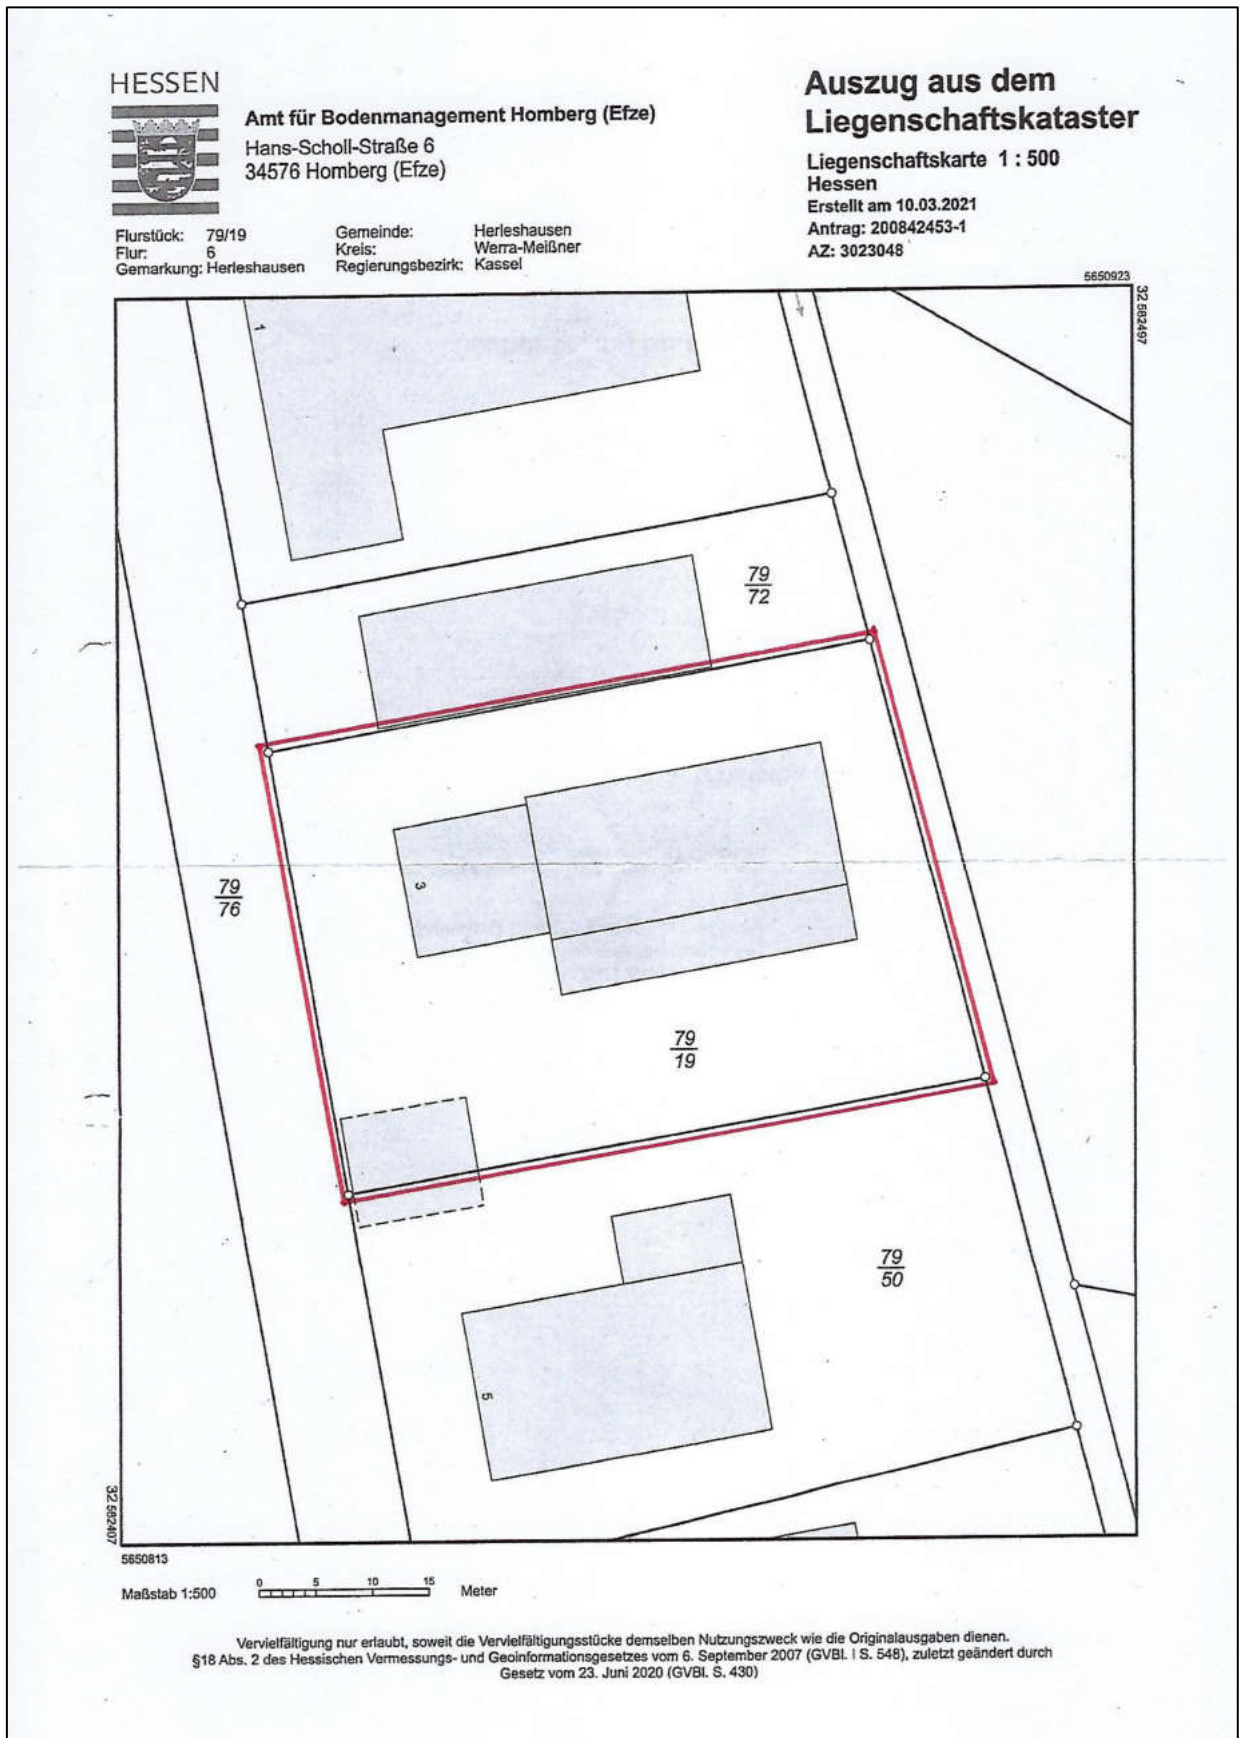 HESSEN
Amt für Bodenmanagement Homberg (Efze)
Hans-Scholl-Straße 6
34576 Homberg (Efze)
Auszug aus dem
Liegenschaftskataster
Liegenschaftskarte 1 : 500
Hessen
Erstellt am 10.03.2021
Antrag: 200842453-1
AZ: 3023048
Flurstück: 79/19
Flur: 6
Gemarkung: Herleshausen
Gemeinde: Herleshausen
Kreis: Werra-Meißner
Regierungsbezirk: Kassel
5650923
32 582497
1
79
72
3
79
76
79
19
79
50
5
32 582407
5650813
Maßstab 1:500
0 5 10 15
Meter
Vervielfältigung nur erlaubt, soweit die Vervielfältigungsstücke demselben Nutzungszweck wie die Originalausgaben dienen.
§18 Abs. 2 des Hessischen Vermessungs- und Geoinformationsgesetzes vom 6. September 2007 (GVBl. I S. 548), zuletzt geändert durch
Gesetz vom 23. Juni 2020 (GVBl. S. 430)